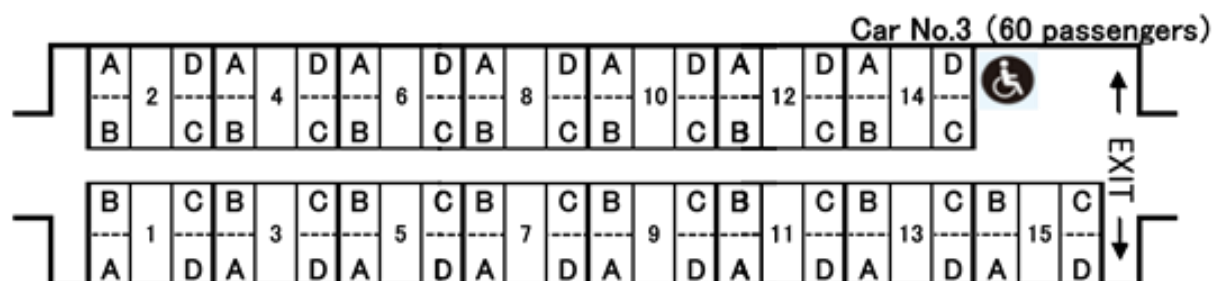 Car No.3 (60 passengers)
A D A D A D A D A D A D A D
2 4 6 8 10 12 14
B C B C B C B C B C B C B C
EXIT
B C B C B C B C B C B C B C B C
1 3 5 7 9 11 13 15
A D A D A D A D A D A D A D A D